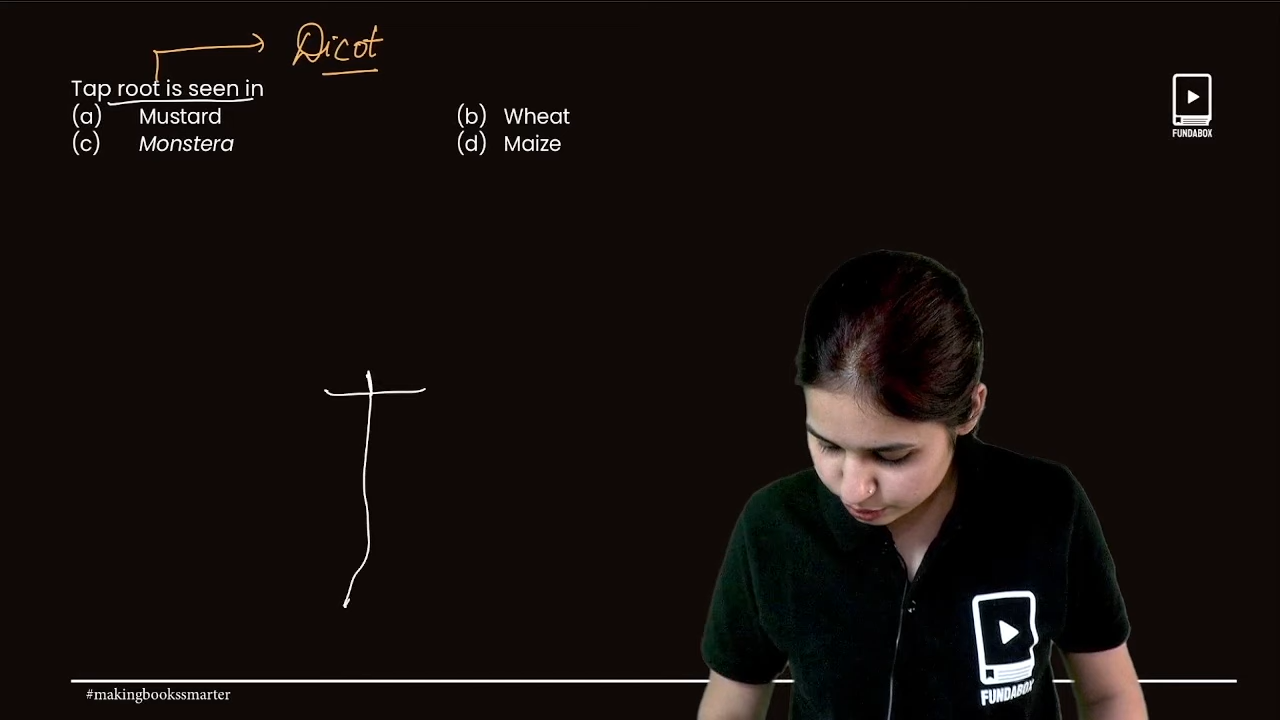 Dicot
Tap root is seen in
(a) Mustard (b) Wheat
(c) Monstera (d) Maize
FUNDABOX
FUNDABOX
#makingbookssmarter